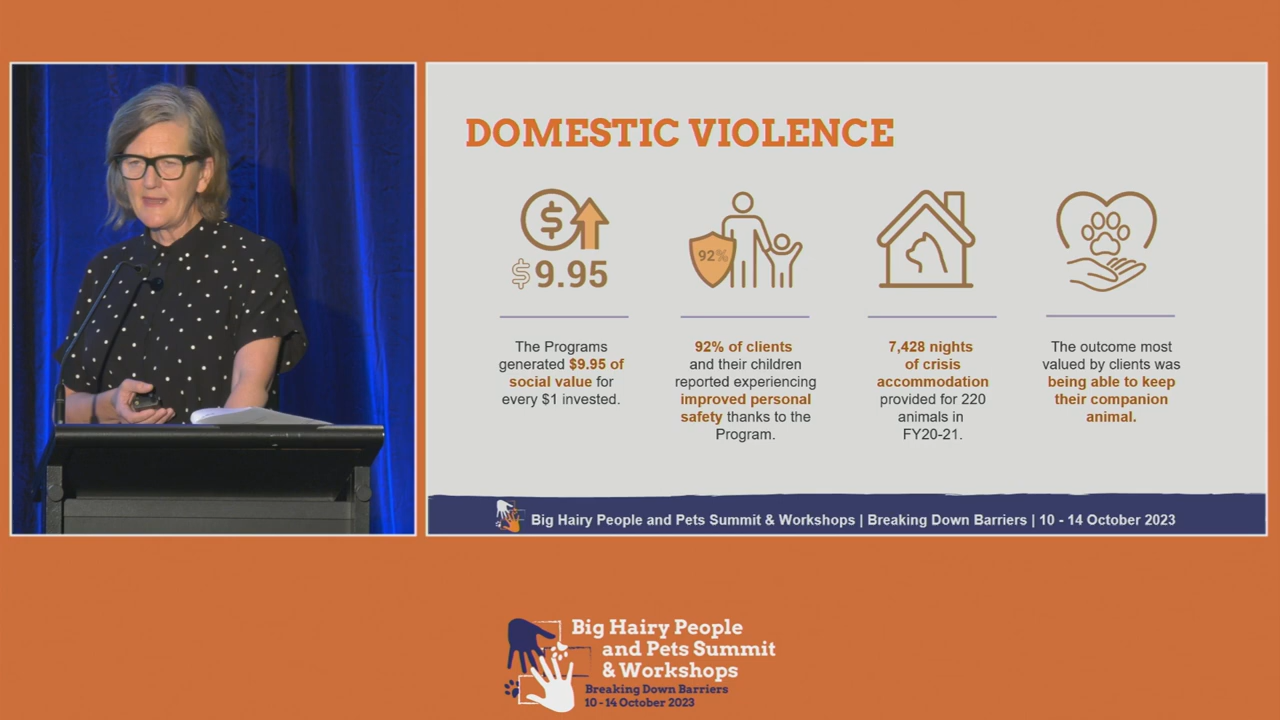 DOMESTIC VIOLENCE
$
$9.95
92%
The Programs
generated $9.95 of
social value for
every $1 invested.
92% of clients
and their children
reported experiencing
improved personal
safety thanks to the
Program.
7,428 nights
of crisis
accommodation
provided for 220
animals in
FY20-21.
The outcome most
valued by clients was
being able to keep
their companion
animal.
Big Hairy People and Pets Summit & Workshops | Breaking Down Barriers | 10 - 14 October 2023
Big Hairy People
and Pets Summit
& Workshops
Breaking Down Barriers
10 - 14 October 2023